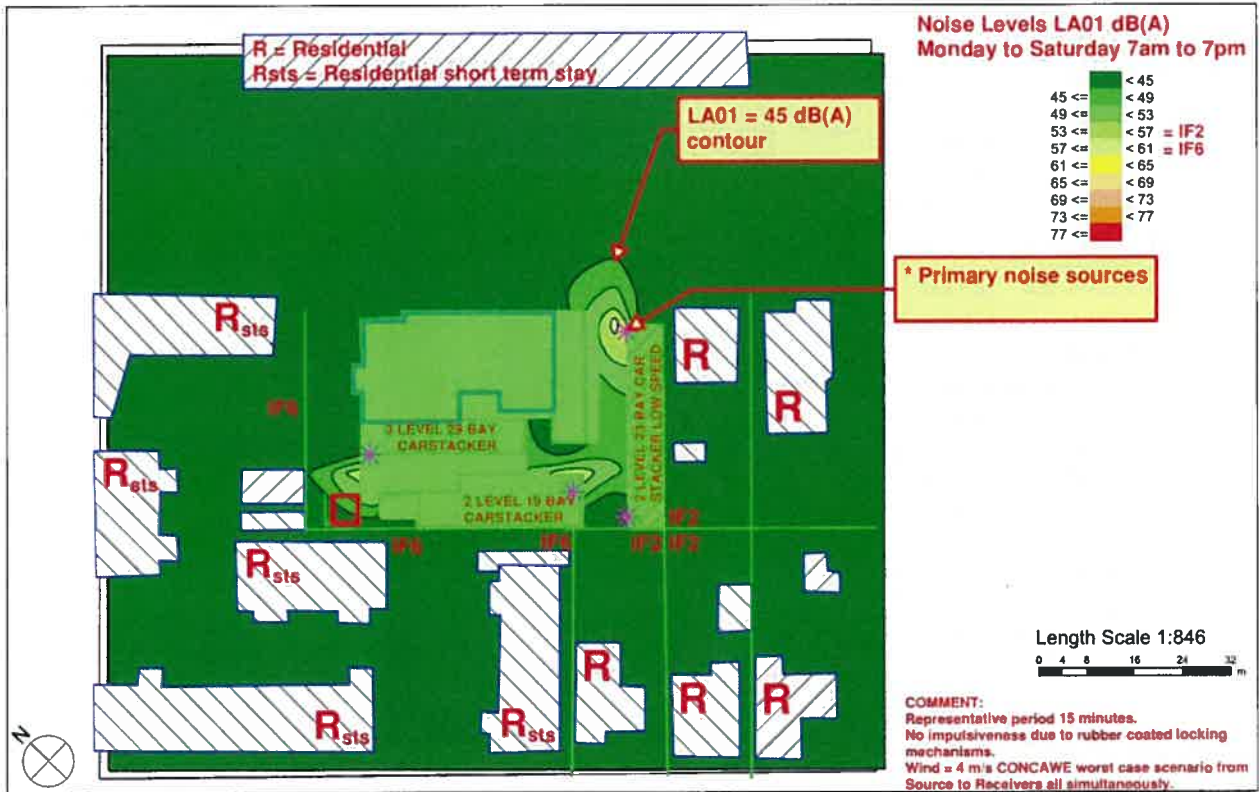 R = Residential
Rsts = Residential short term stay
Noise Levels LA01 dB(A)
Monday to Saturday 7am to 7pm
< 45
45 <= < 49
49 <= < 53
53 <= < 57 = IF2
57 <= < 61 = IF6
61 <= < 65
65 <= < 69
69 <= < 73
73 <= < 77
77 <=
LA01 = 45 dB(A)
contour
* Primary noise sources
Rsts
R
R
IF6
3 LEVEL 29 BAY
CARSTACKER
2 LEVEL 23 BAY CAR
STACKER LOW SPEED
Rsts
2 LEVEL 19 BAY
CARSTACKER
IF2
IF6
IF6
IF2
IF2
Rsts
R
R
R
Rsts
Rsts
N
Length Scale 1:846
0 4 8 16 24 32
m
COMMENT:
Representative period 15 minutes.
No impulsiveness due to rubber coated locking
mechanisms.
Wind = 4 m/s CONCAWE worst case scenario from
Source to Receivers all simultaneously.